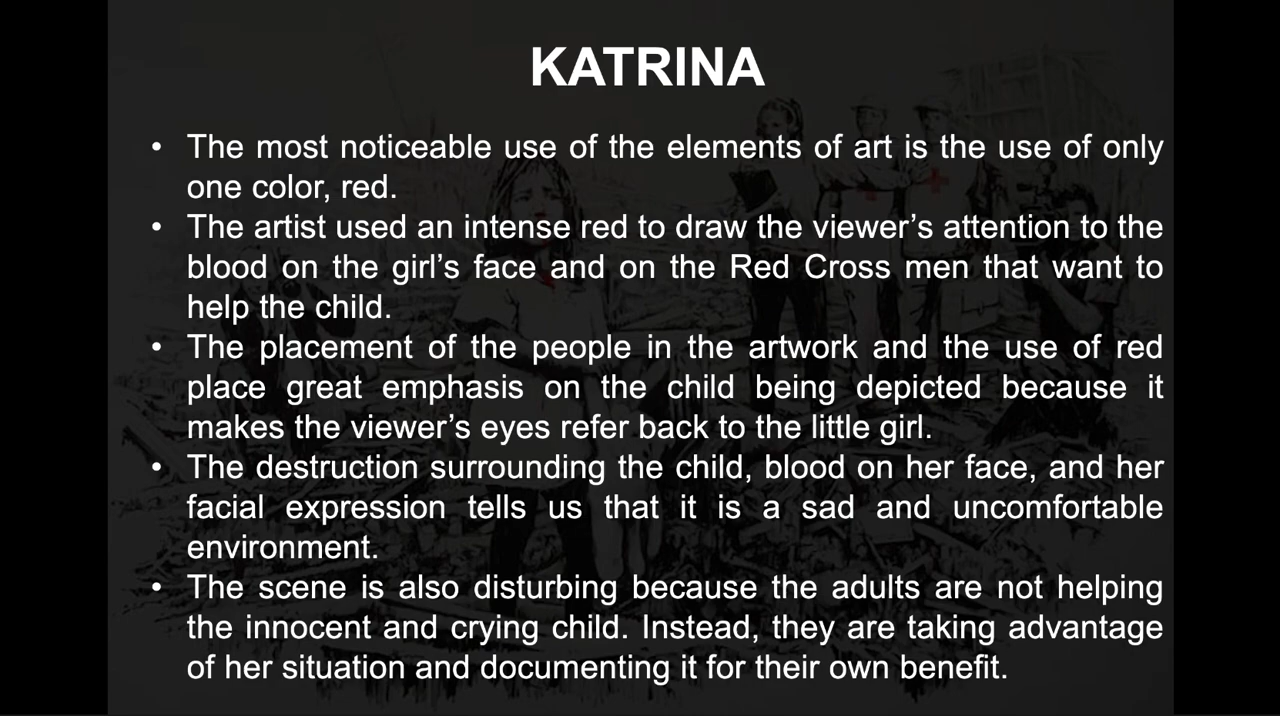 KATRINA
• The most noticeable use of the elements of art is the use of only
one color, red.
• The artist used an intense red to draw the viewer’s attention to the
blood on the girl’s face and on the Red Cross men that want to
help the child.
• The placement of the people in the artwork and the use of red
place great emphasis on the child being depicted because it
makes the viewer’s eyes refer back to the little girl.
• The destruction surrounding the child, blood on her face, and her
facial expression tells us that it is a sad and uncomfortable
environment.
• The scene is also disturbing because the adults are not helping
the innocent and crying child. Instead, they are taking advantage
of her situation and documenting it for their own benefit.